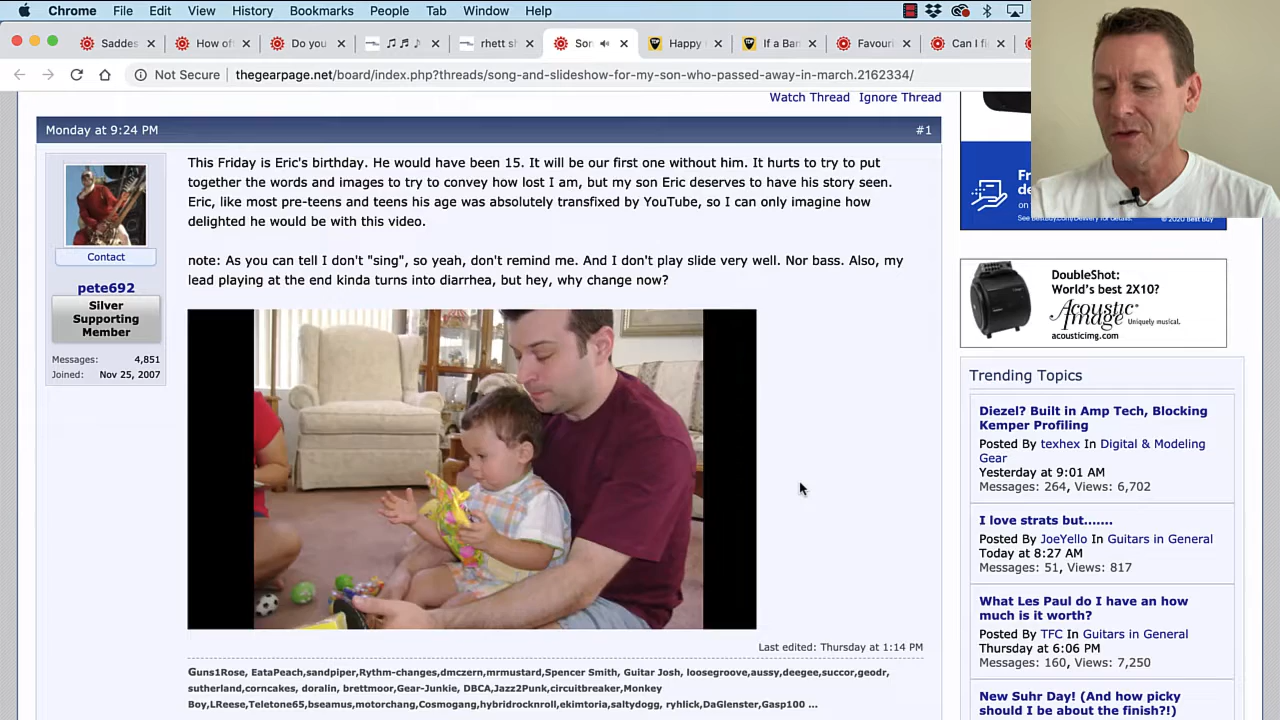 Chrome File Edit View History Bookmarks People Tab Window Help
Saddes How of Do you rhett s Son Happy If a Ban Favouri Can I fi
Not Secure thegearpage.net/board/index.php?threads/song-and-slideshow-for-my-son-who-passed-away-in-march.2162334/
Watch Thread Ignore Thread
Monday at 9:24 PM #1
This Friday is Eric's birthday. He would have been 15. It will be our first one without him. It hurts to try to put
together the words and images to try to convey how lost I am, but my son Eric deserves to have his story seen.
Eric, like most pre-teens and teens his age was absolutely transfixed by YouTube, so I can only imagine how
delighted he would be with this video.
note: As you can tell I don't "sing", so yeah, don't remind me. And I don't play slide very well. Nor bass. Also, my
lead playing at the end kinda turns into diarrhea, but hey, why change now?
Contact
pete692
Silver
Supporting
Member
Messages: 4,851
Joined: Nov 25, 2007
Last edited: Thursday at 1:14 PM
Guns1Rose, EataPeach,sandpiper,Rythm-changes,dmczern,mrmustard,Spencer Smith, Guitar Josh, loosegroove,aussy,deegee,succor,geodr,
sutherland,corncakes, doralin, brettmoor,Gear-Junkie, DBCA,Jazz2Punk,circuitbreaker,Monkey
Boy,LReese,Teletone65,bseamus,motorchang,Cosmogang,hybridrocknroll,ekimtoria,saltydogg, ryhlick,DaGlenster,Gasp100 ...
Fr
de
on
See BestBuy.com/Delivery for details. © 2020 Best Buy
DoubleShot:
World's best 2X10?
Acoustic
Image Uniquely musical.
acousticimg.com
Trending Topics
Diezel? Built in Amp Tech, Blocking
Kemper Profiling
Posted By texhex In Digital & Modeling
Gear
Yesterday at 9:01 AM
Messages: 264, Views: 6,702
I love strats but.......
Posted By JoeYello In Guitars in General
Today at 8:27 AM
Messages: 51, Views: 817
What Les Paul do I have an how
much is it worth?
Posted By TFC In Guitars in General
Thursday at 6:06 PM
Messages: 160, Views: 7,250
New Suhr Day! (And how picky
should I be about the finish?!)